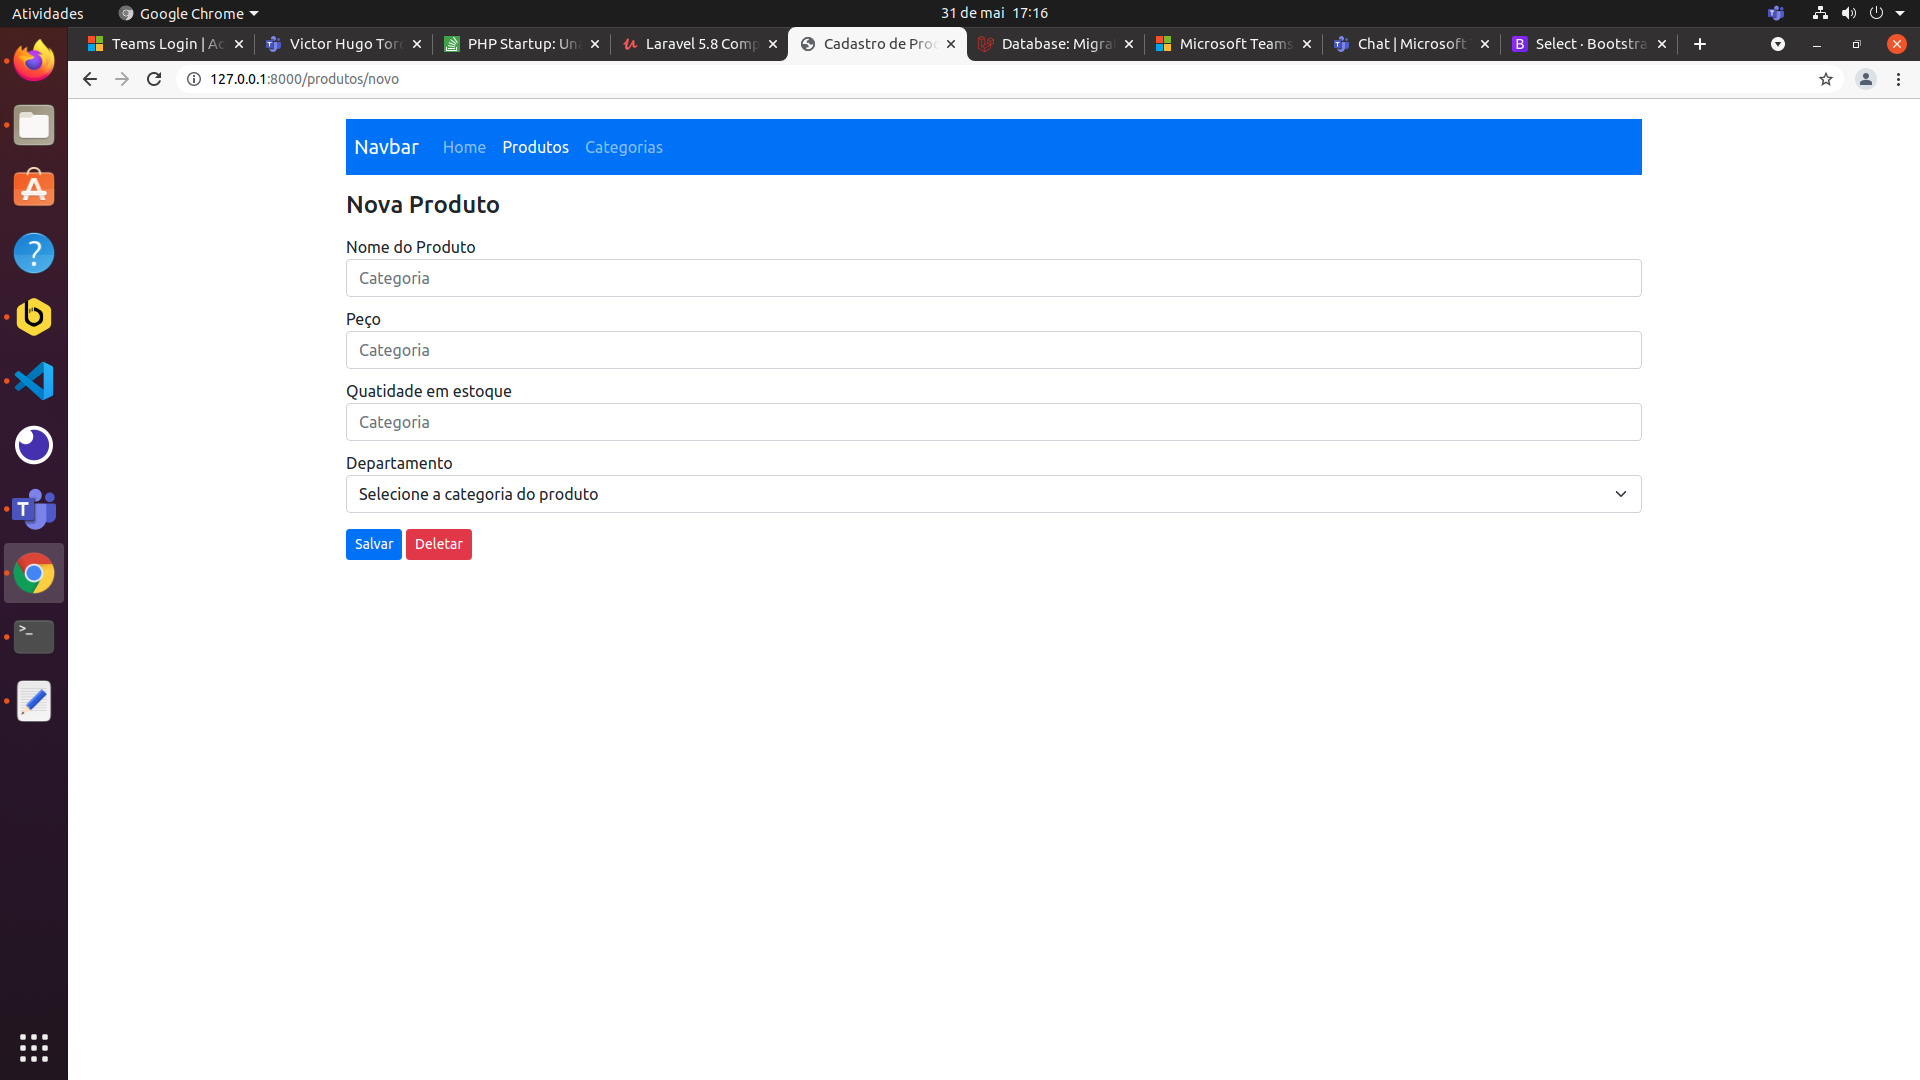 Atividades Google Chrome 31 de mai 17:16
Teams Login | Ac Victor Hugo Torr PHP Startup: Una Laravel 5.8 Comp Cadastro de Proc Database: Migra Microsoft Teams Chat | Microsoft Select · Bootstra
127.0.0.1:8000/produtos/novo
Navbar Home Produtos Categorias
Nova Produto
Nome do Produto
Categoria
Peço
Categoria
Quatidade em estoque
Categoria
Departamento
Selecione a categoria do produto
Salvar Deletar